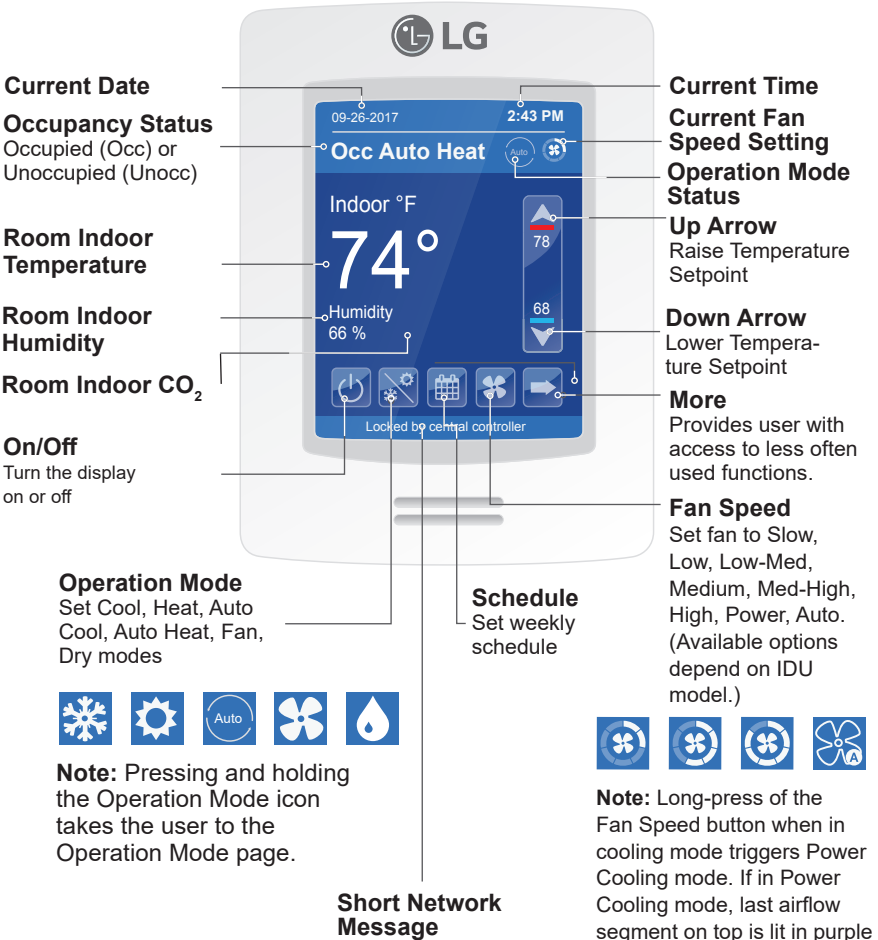 LG
Current Date
Occupancy Status
Occupied (Occ) or
Unoccupied (Unocc)
Room Indoor
Temperature
Room Indoor
Humidity
Room Indoor CO2
On/Off
Turn the display
on or off
09-26-2017
2:43 PM
Occ Auto Heat
Auto
Indoor °F
74°
78
68
Humidity
66 %
Locked by central controller
Current Time
Current Fan
Speed Setting
Operation Mode
Status
Up Arrow
Raise Temperature
Setpoint
Down Arrow
Lower Tempera-
ture Setpoint
More
Provides user with
access to less often
used functions.
Fan Speed
Set fan to Slow,
Low, Low-Med,
Medium, Med-High,
High, Power, Auto.
(Available options
depend on IDU
model.)
A
Note: Long-press of the
Fan Speed button when in
cooling mode triggers Power
Cooling mode. If in Power
Cooling mode, last airflow
segment on top is lit in purple
Operation Mode
Set Cool, Heat, Auto
Cool, Auto Heat, Fan,
Dry modes
Auto
Note: Pressing and holding
the Operation Mode icon
takes the user to the
Operation Mode page.
Schedule
Set weekly
schedule
Short Network
Message